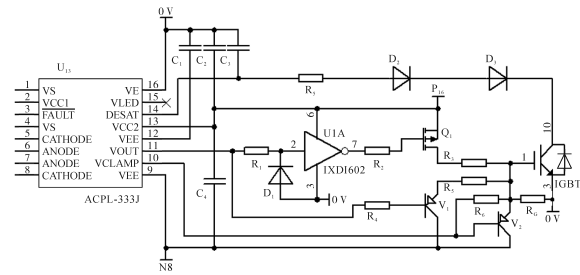 0 V
U13
C1 C2 C3
1 VS VE 16
2 VCC1 VLED 15
3 FAULT DESAT 14
4 VS VCC2 13
5 CATHODE VEE 12
6 ANODE VOUT 11
7 ANODE VCLAMP 10
8 CATHODE VEE 9
ACPL-333J
N8
C4
R1
D1
2 6 U1A 7
IXDI602
3
0 V
R2
R4
D2
D3
P16
Q1
R3
R5
V1
R6
V2
RG
1
10
3
IGBT
0 V